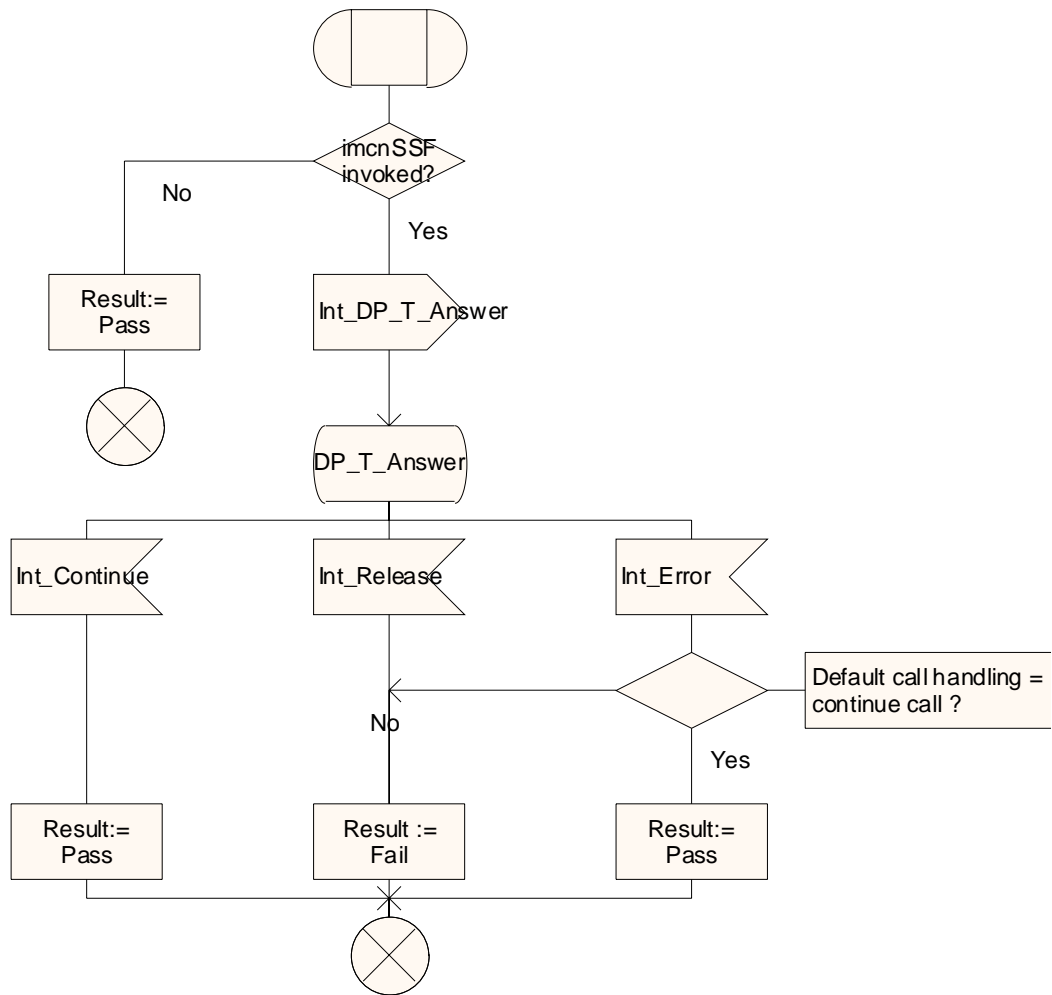 imcnSSF
invoked?
No
Yes
Result:=
Pass
Int_DP_T_Answer
DP_T_Answer
Int_Continue
Int_Release
Int_Error
Default call handling =
continue call ?
No
Yes
Result:=
Pass
Result :=
Fail
Result:=
Pass